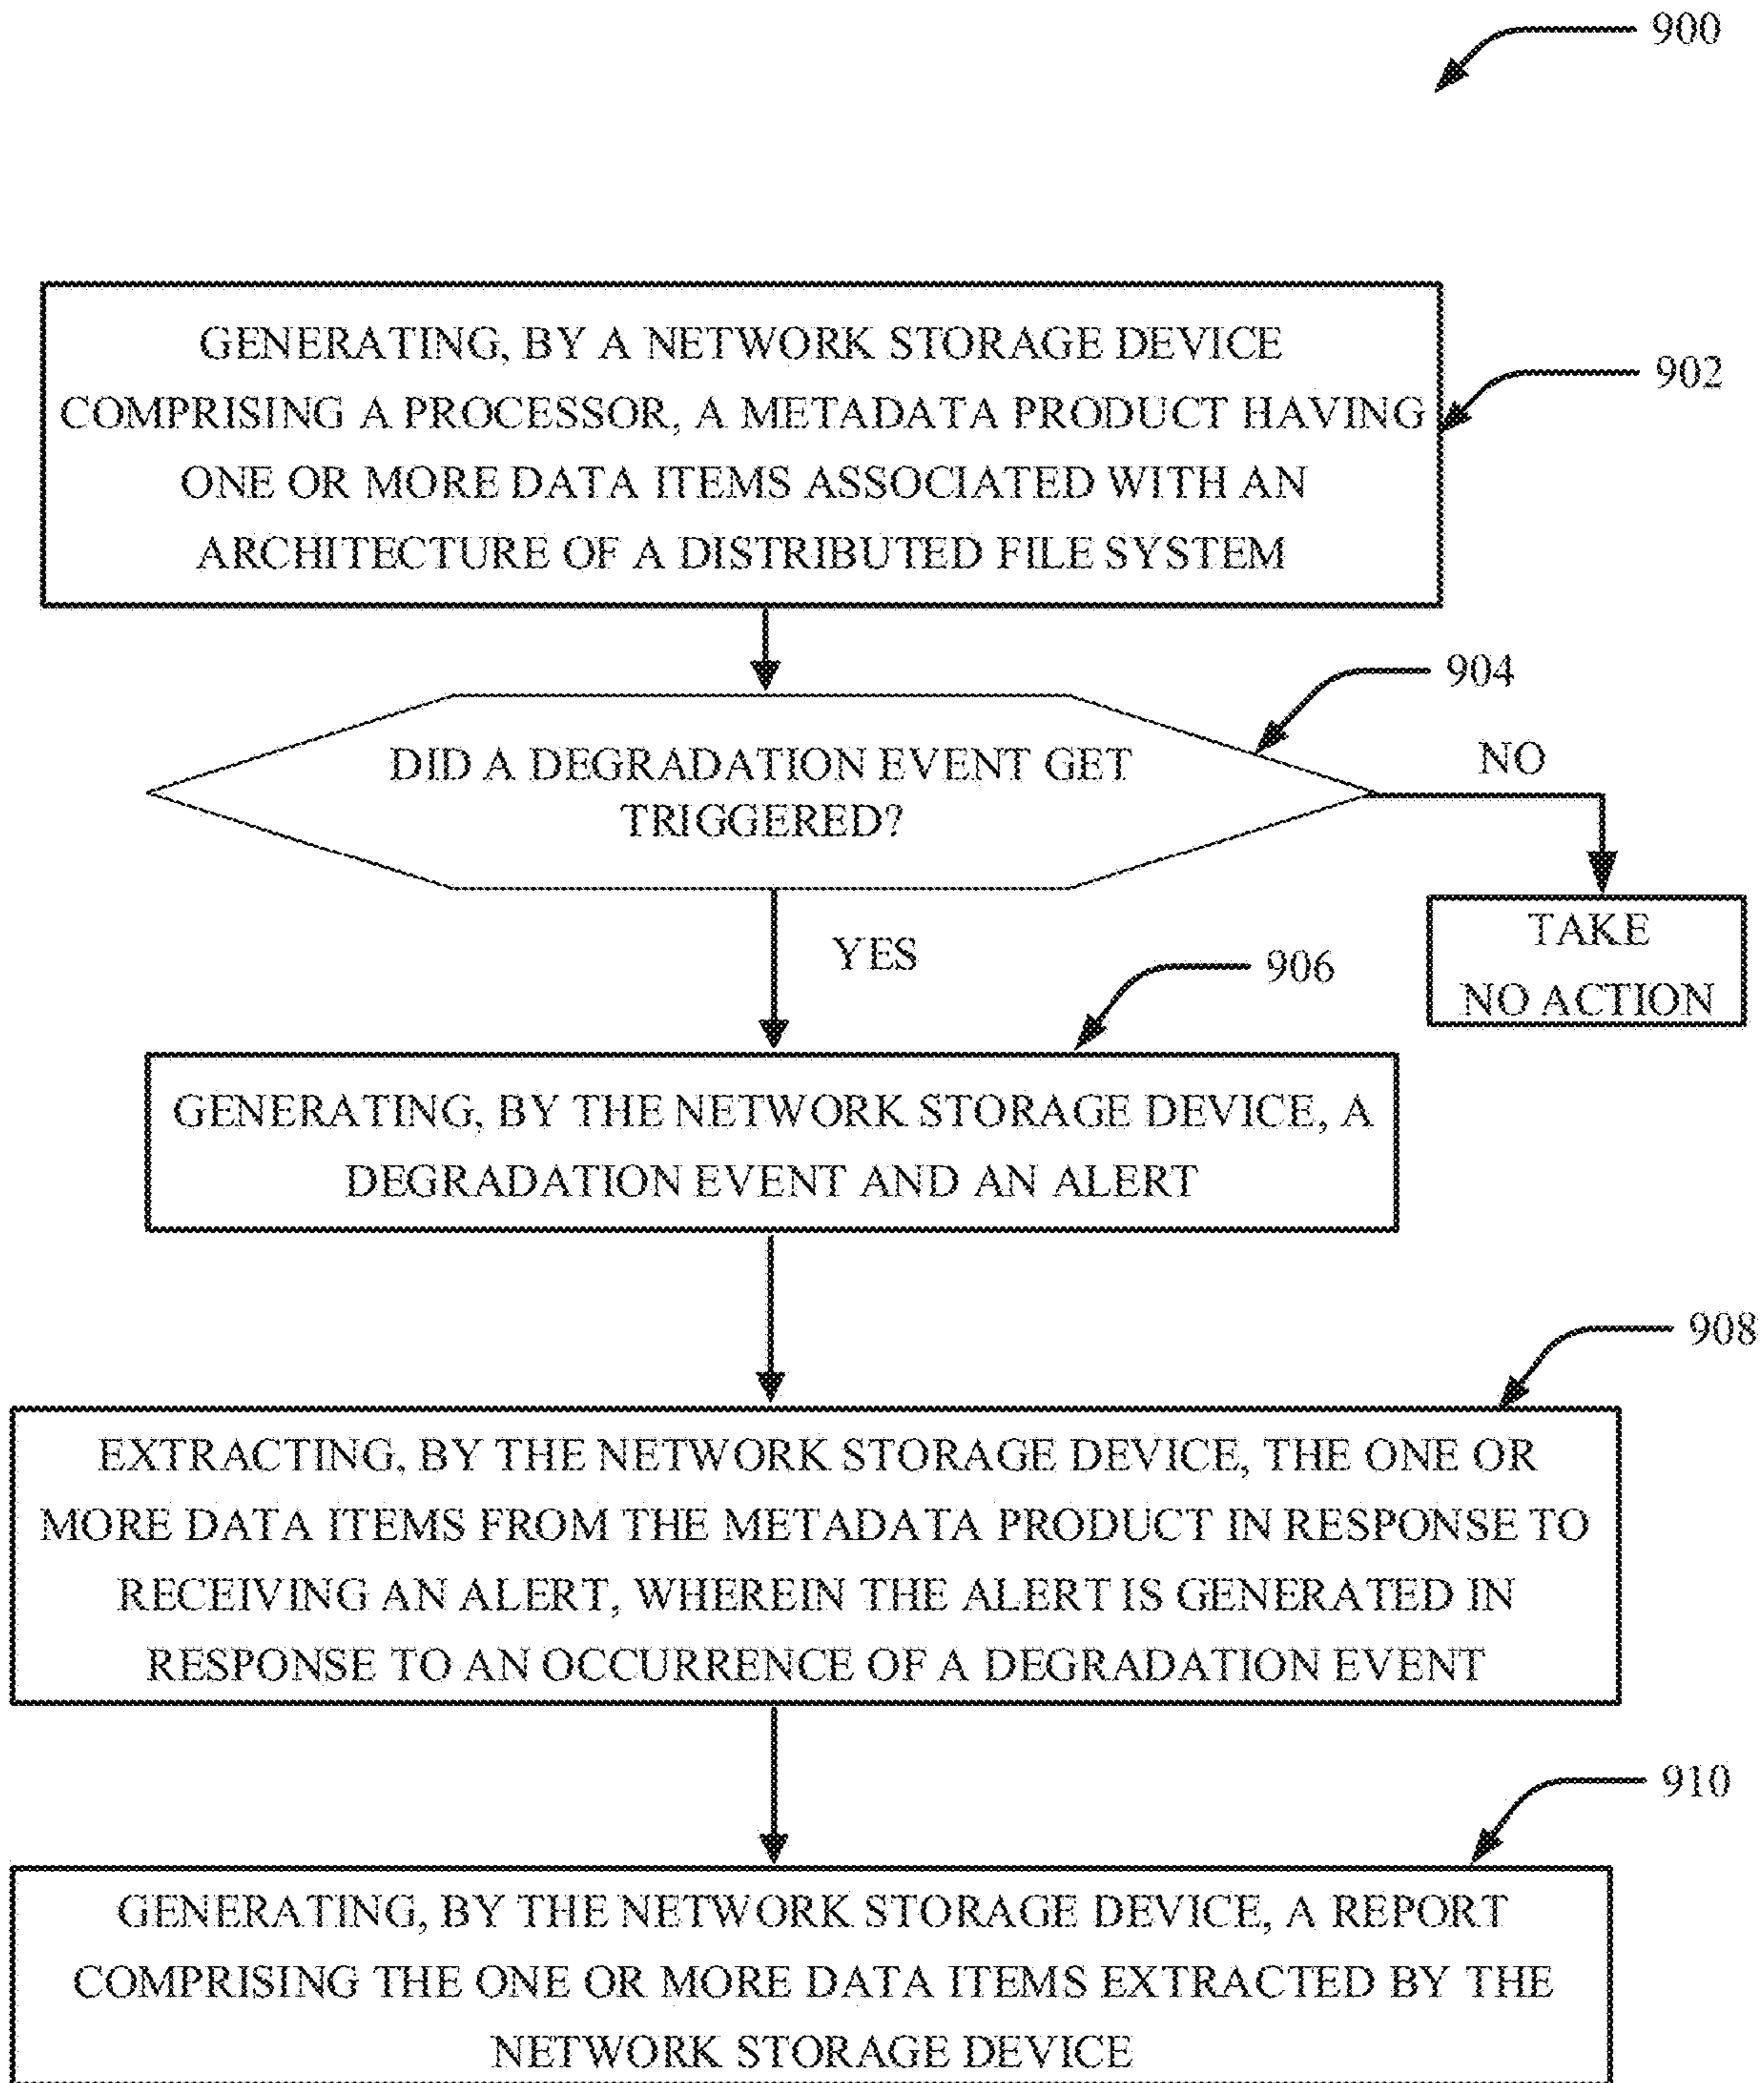 900
GENERATING, BY A NETWORK STORAGE DEVICE
COMPRISING A PROCESSOR, A METADATA PRODUCT HAVING
ONE OR MORE DATA ITEMS ASSOCIATED WITH AN
ARCHITECTURE OF A DISTRIBUTED FILE SYSTEM
902
904
DID A DEGRADATION EVENT GET
TRIGGERED?
NO
TAKE
NO ACTION
YES
906
GENERATING, BY THE NETWORK STORAGE DEVICE, A
DEGRADATION EVENT AND AN ALERT
908
EXTRACTING, BY THE NETWORK STORAGE DEVICE, THE ONE OR
MORE DATA ITEMS FROM THE METADATA PRODUCT IN RESPONSE TO
RECEIVING AN ALERT, WHEREIN THE ALERT IS GENERATED IN
RESPONSE TO AN OCCURRENCE OF A DEGRADATION EVENT
910
GENERATING, BY THE NETWORK STORAGE DEVICE, A REPORT
COMPRISING THE ONE OR MORE DATA ITEMS EXTRACTED BY THE
NETWORK STORAGE DEVICE